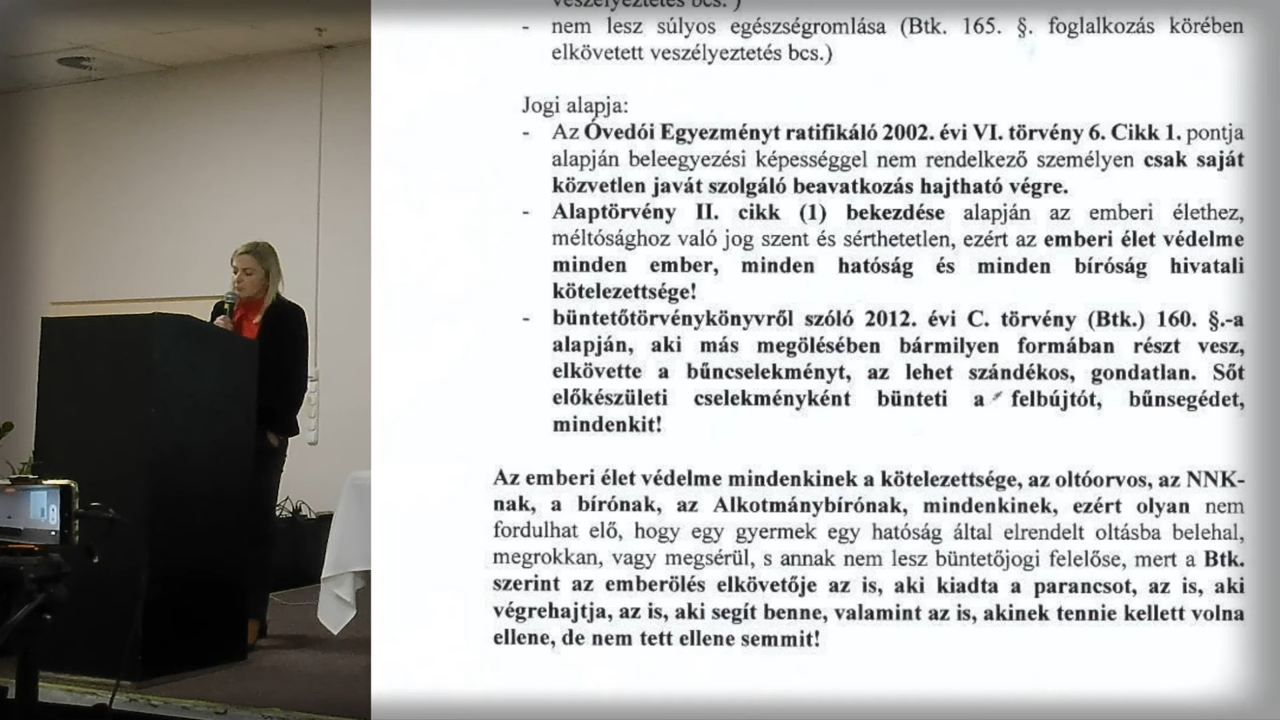 veszélyeztetés bcs. )
- nem lesz súlyos egészségromlása (Btk. 165. §. foglalkozás körében
elkövetett veszélyeztetés bcs.)
Jogi alapja:
- Az Óvedói Egyezményt ratifikáló 2002. évi VI. törvény 6. Cikk 1. pontja
alapján beleegyezési képességgel nem rendelkező személyen csak saját
közvetlen javát szolgáló beavatkozás hajtható végre.
- Alaptörvény II. cikk (1) bekezdése alapján az emberi élethez,
méltósághoz való jog szent és sérthetetlen, ezért az emberi élet védelme
minden ember, minden hatóság és minden bíróság hivatali
kötelezettsége!
- büntetőtörvénykönyvről szóló 2012. évi C. törvény (Btk.) 160. §.-a
alapján, aki más megölésében bármilyen formában részt vesz,
elkövette a bűncselekményt, az lehet szándékos, gondatlan. Sőt
előkészületi cselekményként bünteti a felbújtót, bűnsegédet,
mindenkit!
Az emberi élet védelme mindenkinek a kötelezettsége, az oltóorvos, az NNK-
nak, a bírónak, az Alkotmánybírónak, mindenkinek, ezért olyan nem
fordulhat elő, hogy egy gyermek egy hatóság által elrendelt oltásba belehal,
megrokkan, vagy megsérül, s annak nem lesz büntetőjogi felelőse, mert a Btk.
szerint az emberölés elkövetője az is, aki kiadta a parancsot, az is, aki
végrehajtja, az is, aki segít benne, valamint az is, akinek tennie kellett volna
ellene, de nem tett ellene semmit!